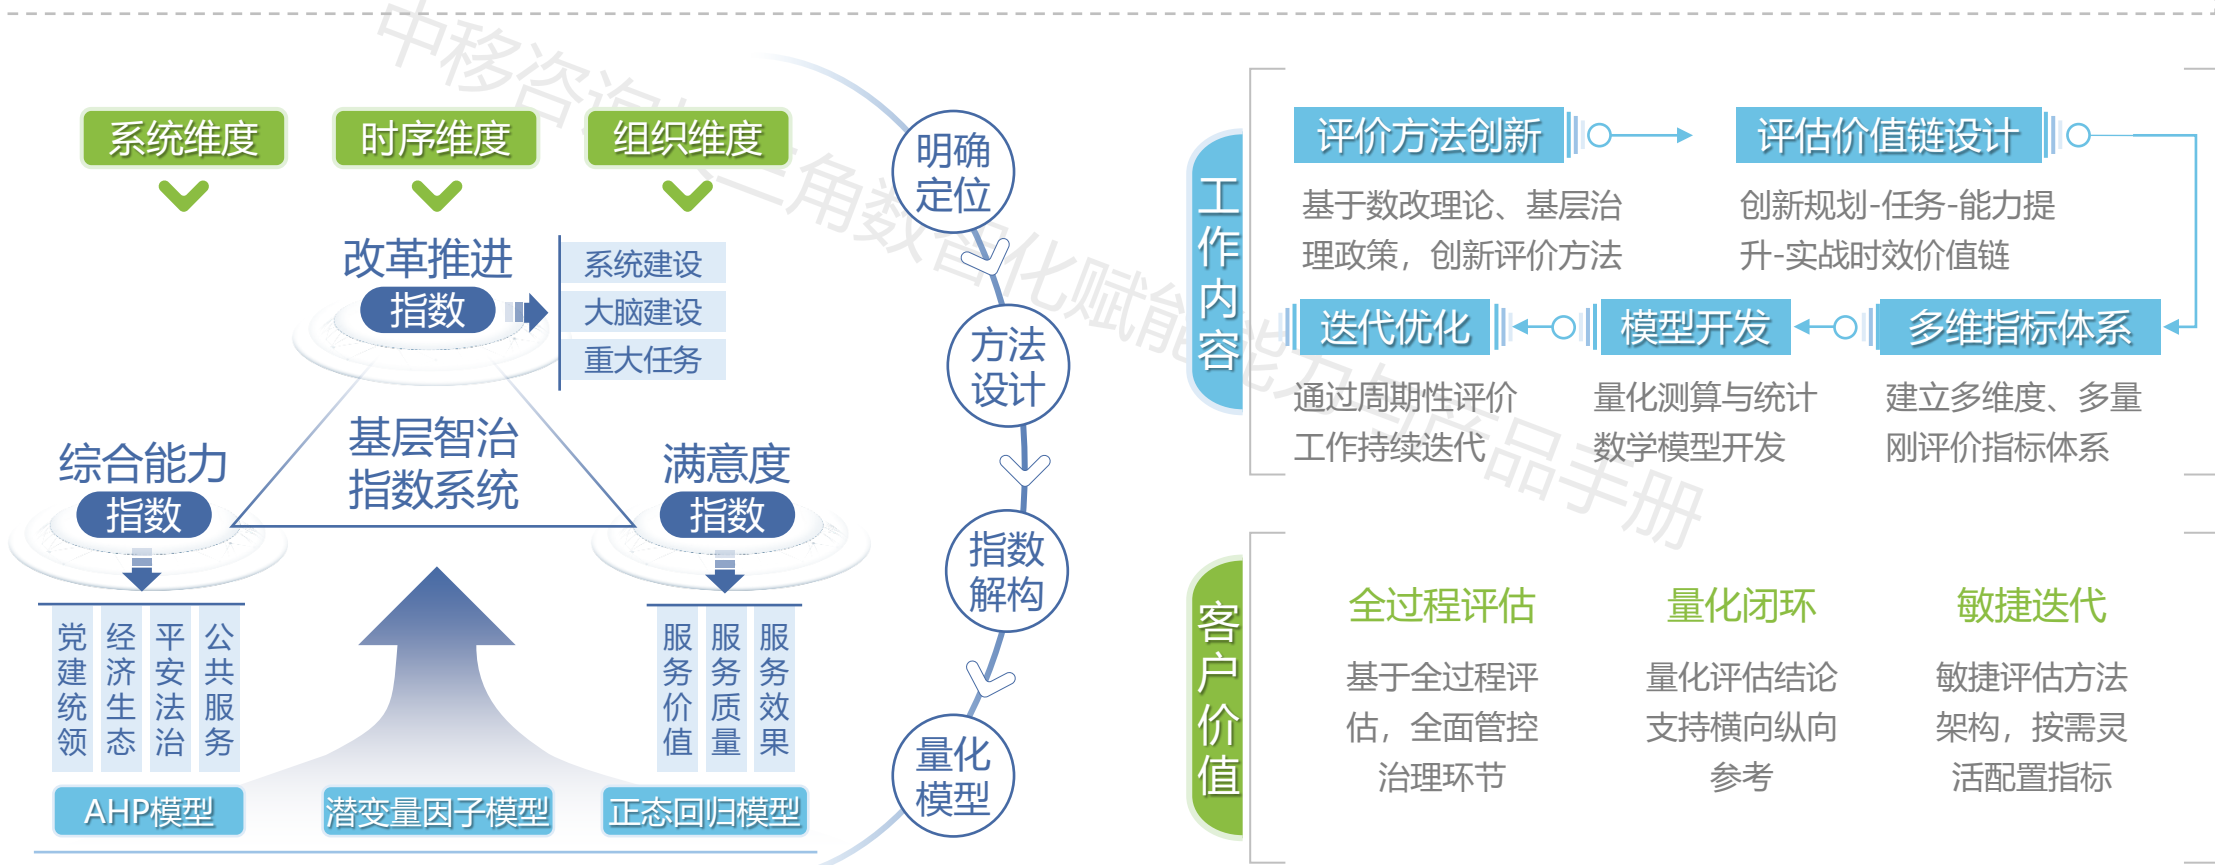 系统维度
时序维度
组织维度
改革推进
指数
系统建设
大脑建设
重大任务
基层智治
指数系统
综合能力
指数
满意度
指数
党建统领
经济生态
平安法治
公共服务
服务价值
服务质量
服务效果
AHP模型
潜变量因子模型
正态回归模型
明确
定位
方法
设计
指数
解构
量化
模型
工作内容
评价方法创新
基于数改理论、基层治
理政策，创新评价方法
评估价值链设计
创新规划-任务-能力提
升-实战时效价值链
多维指标体系
建立多维度、多量
刚评价指标体系
模型开发
量化测算与统计
数学模型开发
迭代优化
通过周期性评价
工作持续迭代
客户价值
全过程评估
基于全过程评
估，全面管控
治理环节
量化闭环
量化评估结论
支持横向纵向
参考
敏捷迭代
敏捷评估方法
架构，按需灵
活配置指标